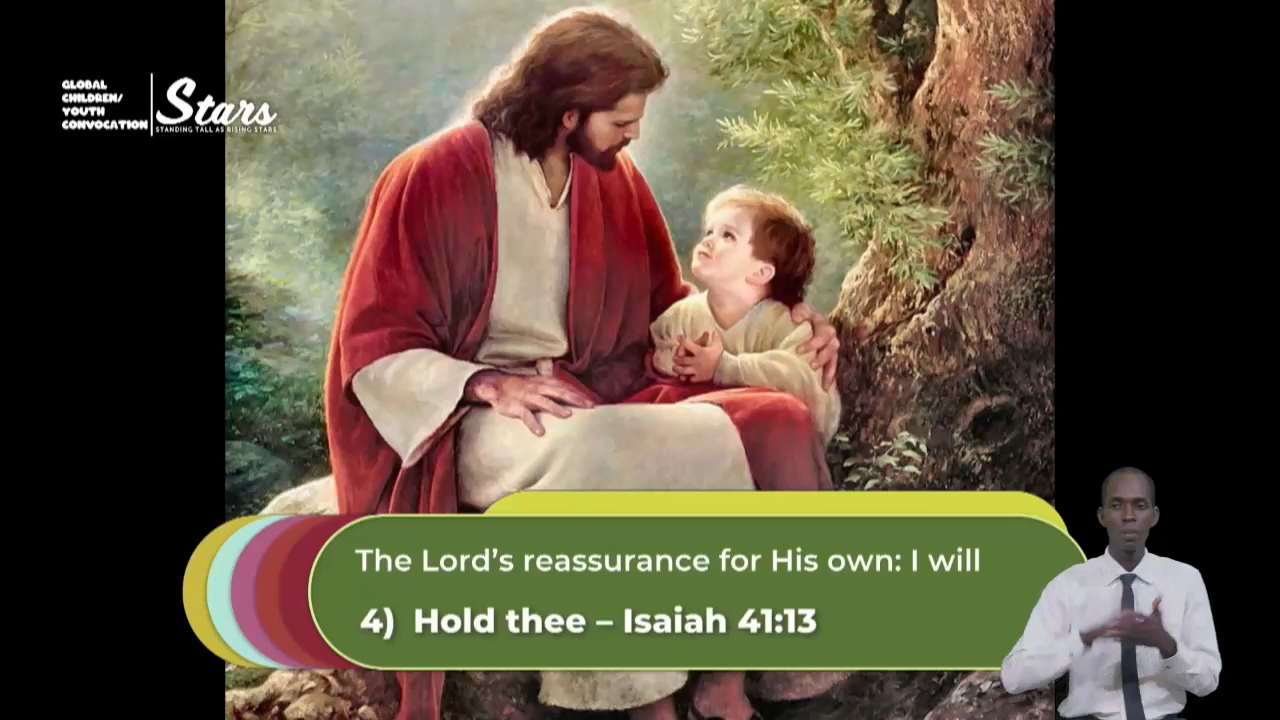 GLOBAL
CHILDREN/
YOUTH
CONVOCATION
Stars
STANDING TALL AS RISING STARS
The Lord's reassurance for His own: I will
4) Hold thee – Isaiah 41:13